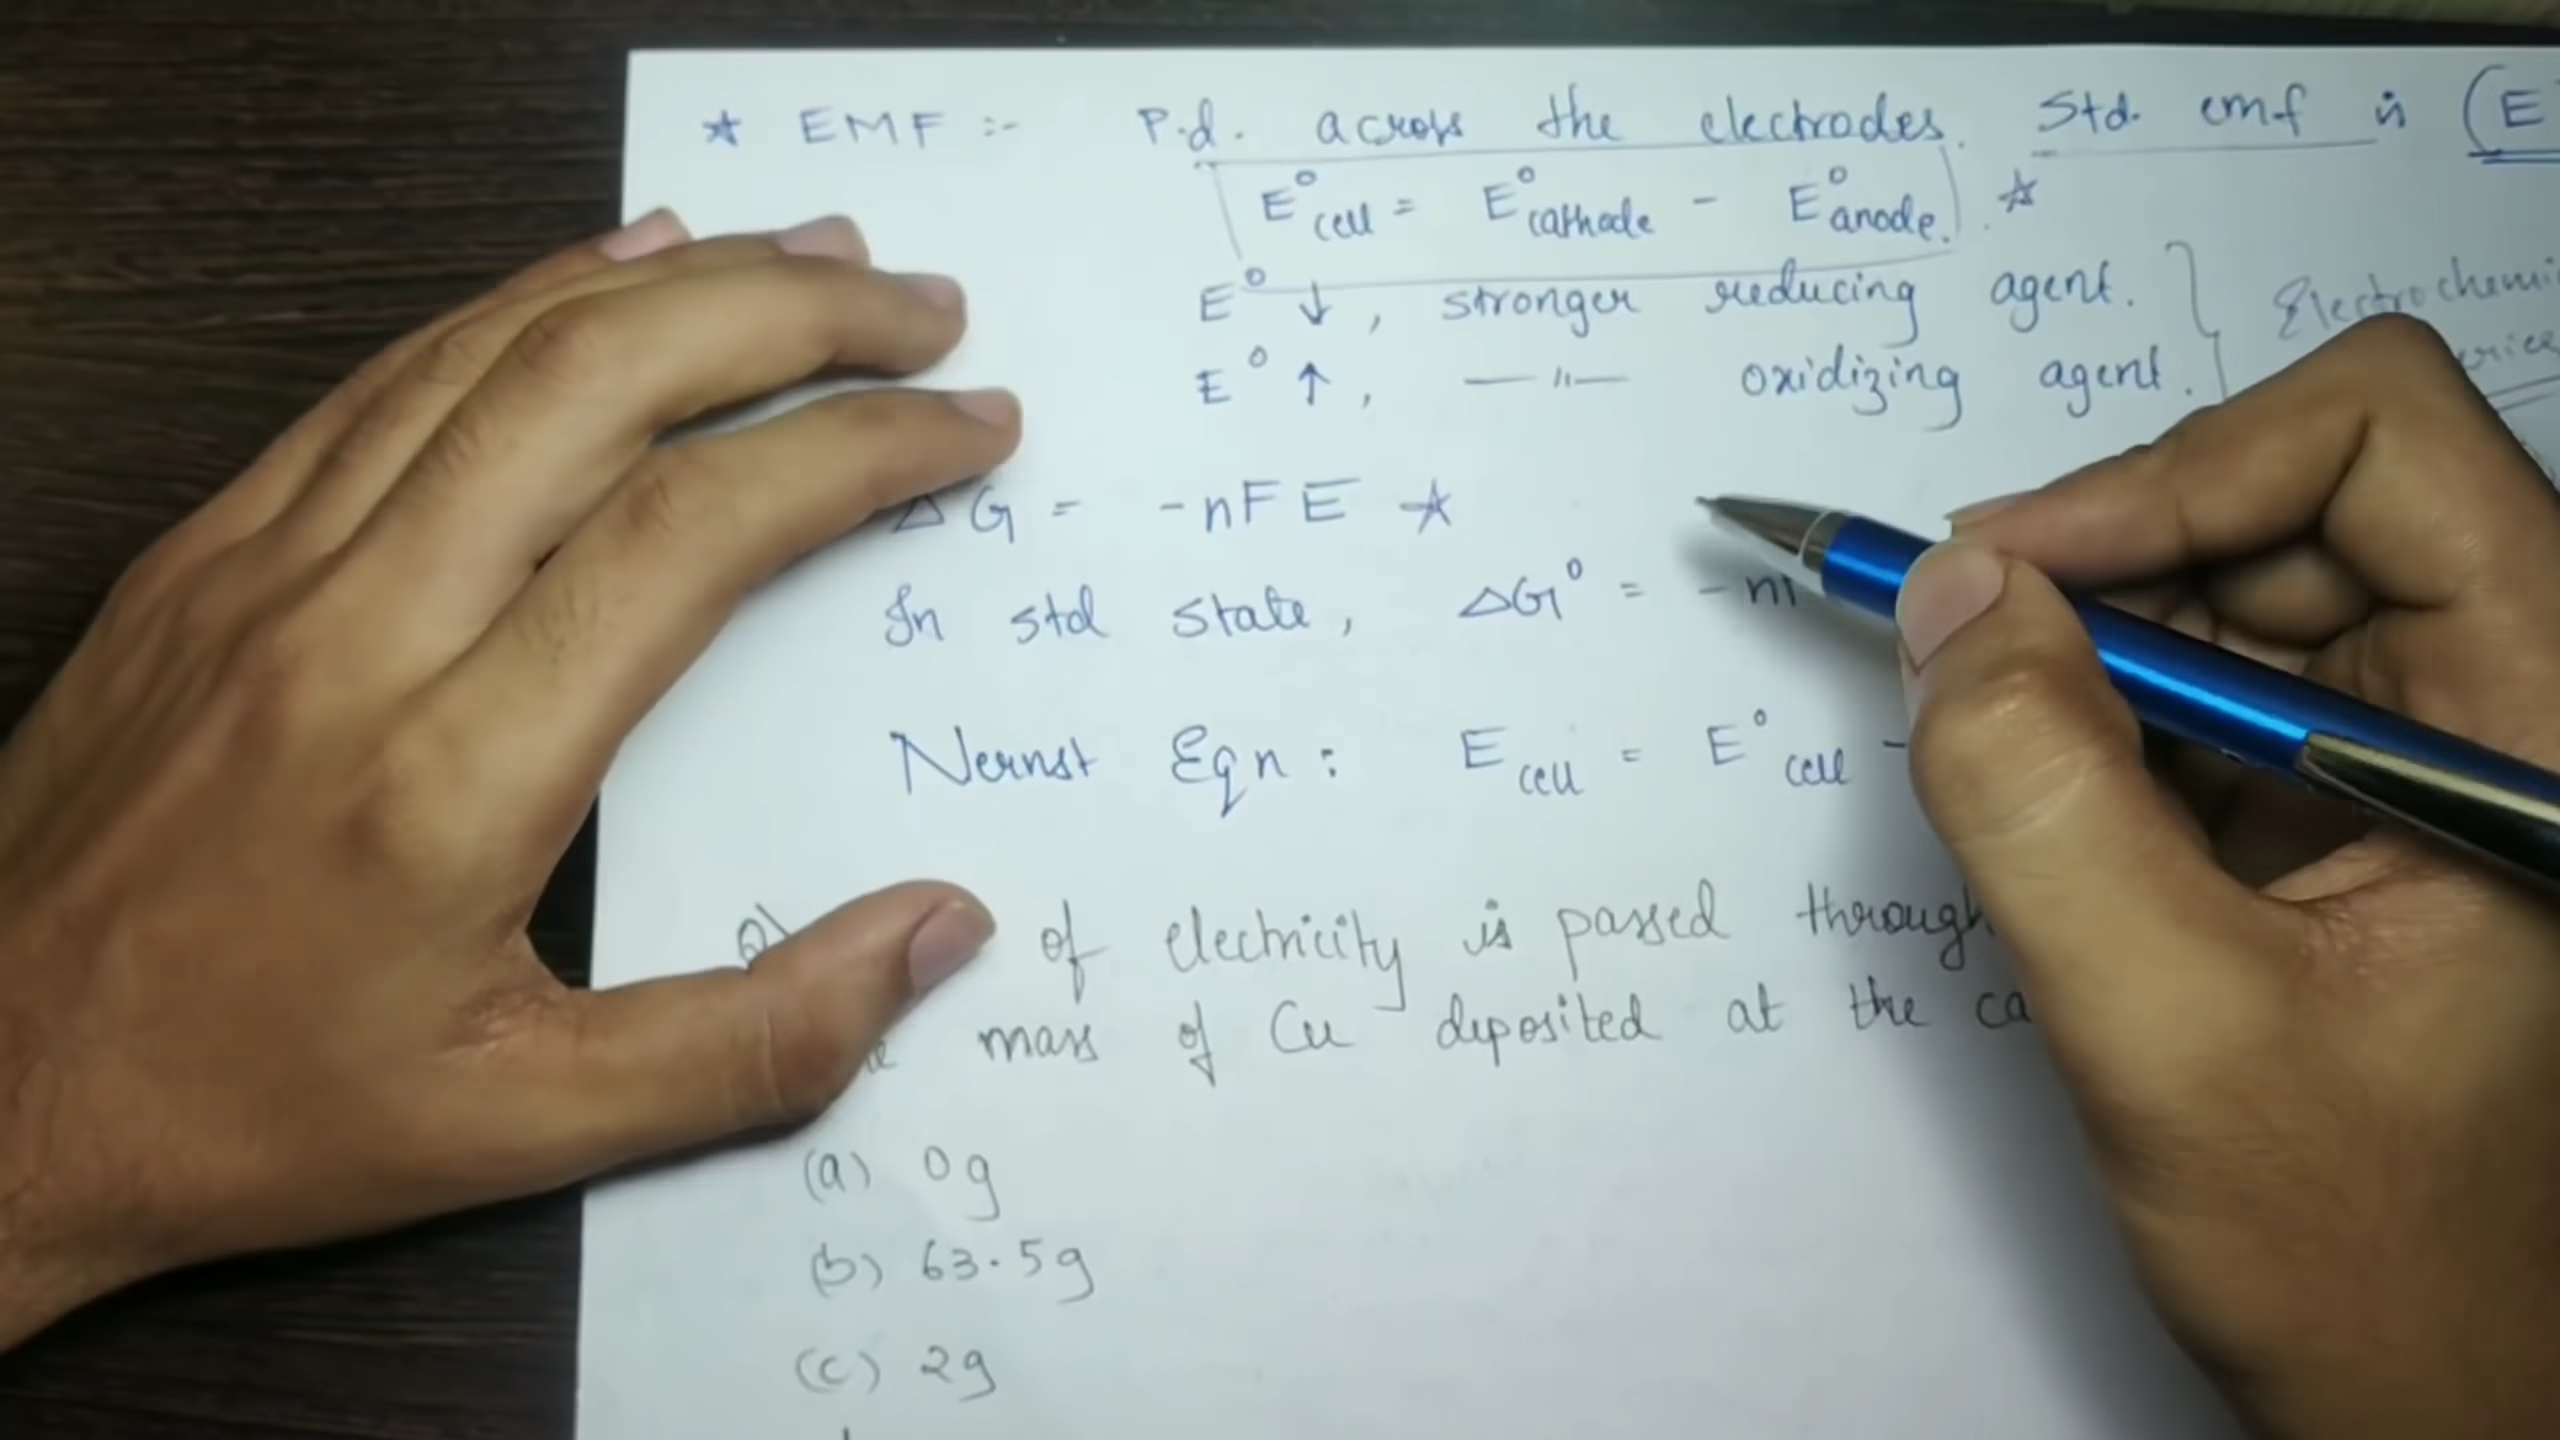 ★ EMF :- P.d. across the electrodes. Std. emf is (E
E°cell = E°cathode - E°anode. ★
E° ↓, stronger reducing agent.
E° ↑, —"— oxidizing agent.
Electrochemi
ΔG = -nFE ★
In std state, ΔG° = -n
Nernst Eqn: Ecell = E°cell -
Q) of electricity is passed through
mass of Cu deposited at the ca
(a) 0g
(b) 63.5g
(c) 2g